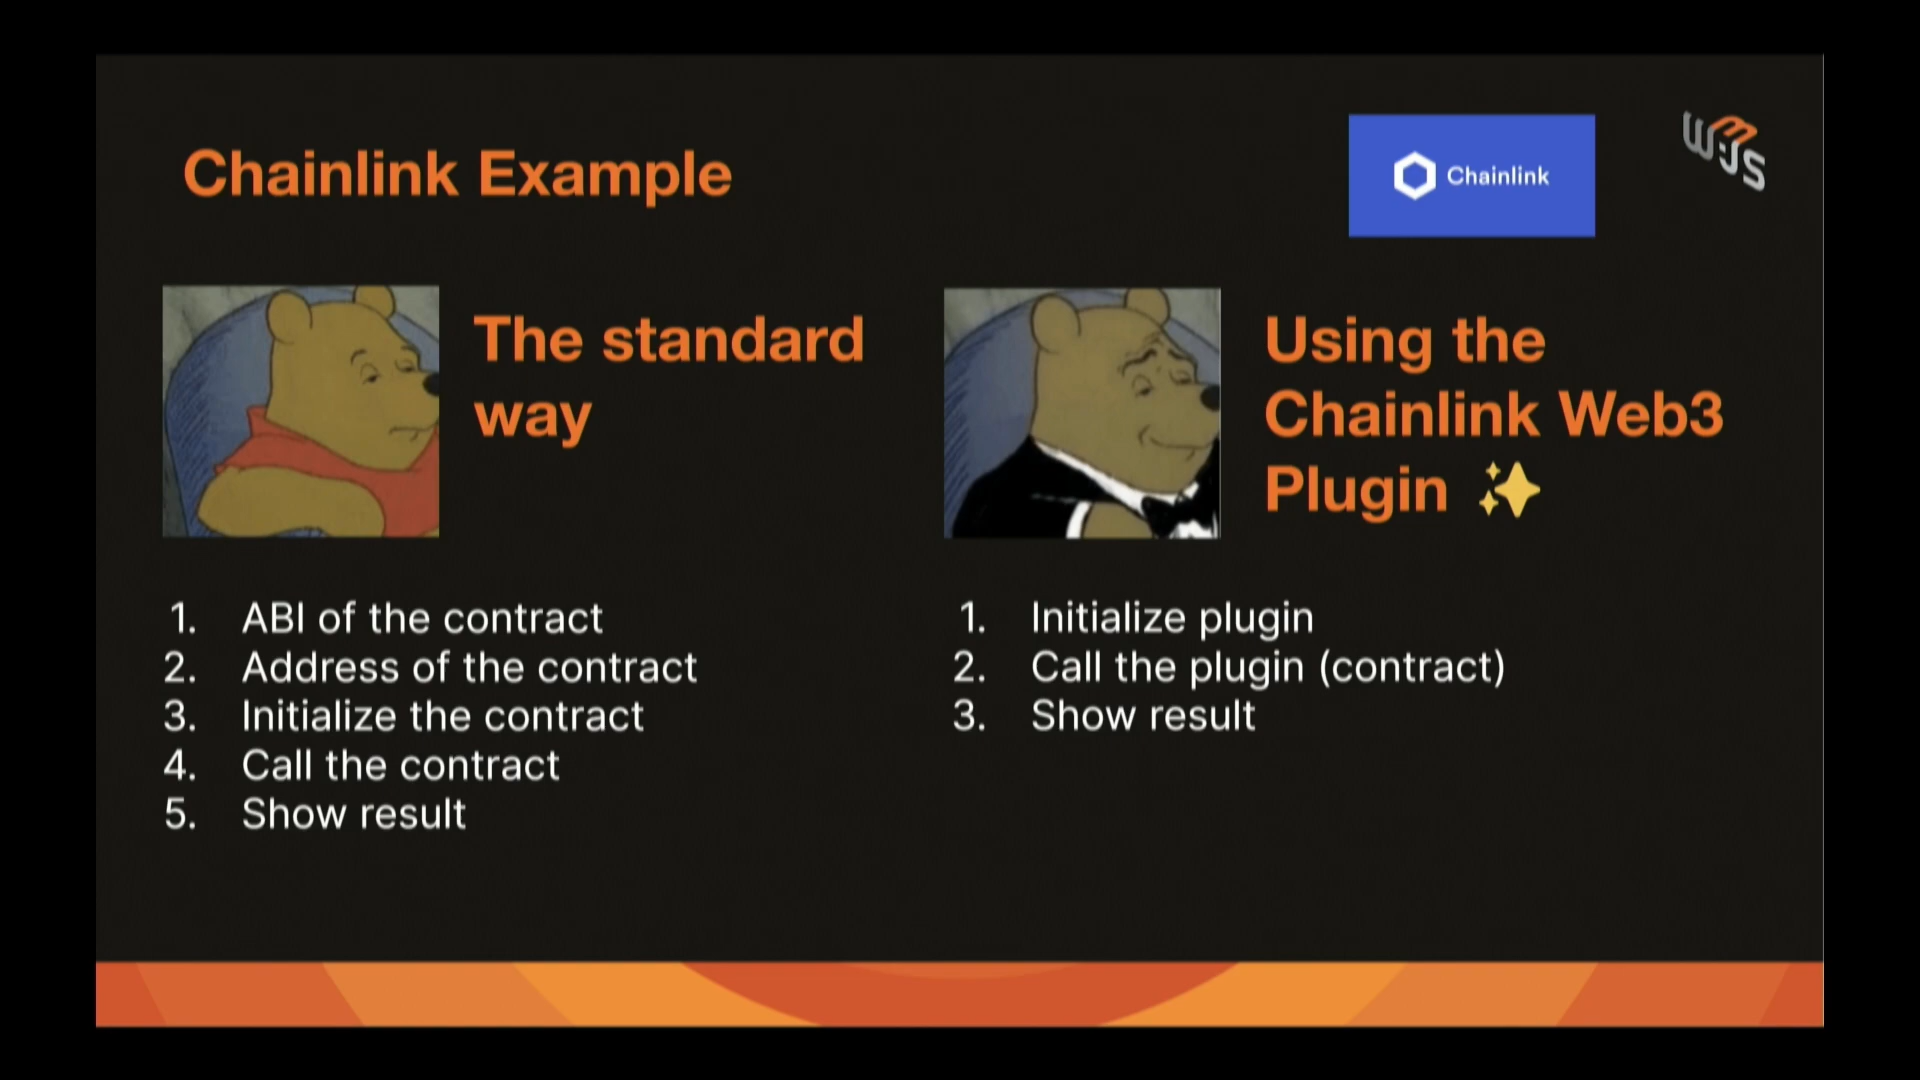 Chainlink Example
Chainlink
W3JS
The standard
way
1. ABI of the contract
2. Address of the contract
3. Initialize the contract
4. Call the contract
5. Show result
Using the
Chainlink Web3
Plugin ✨
1. Initialize plugin
2. Call the plugin (contract)
3. Show result